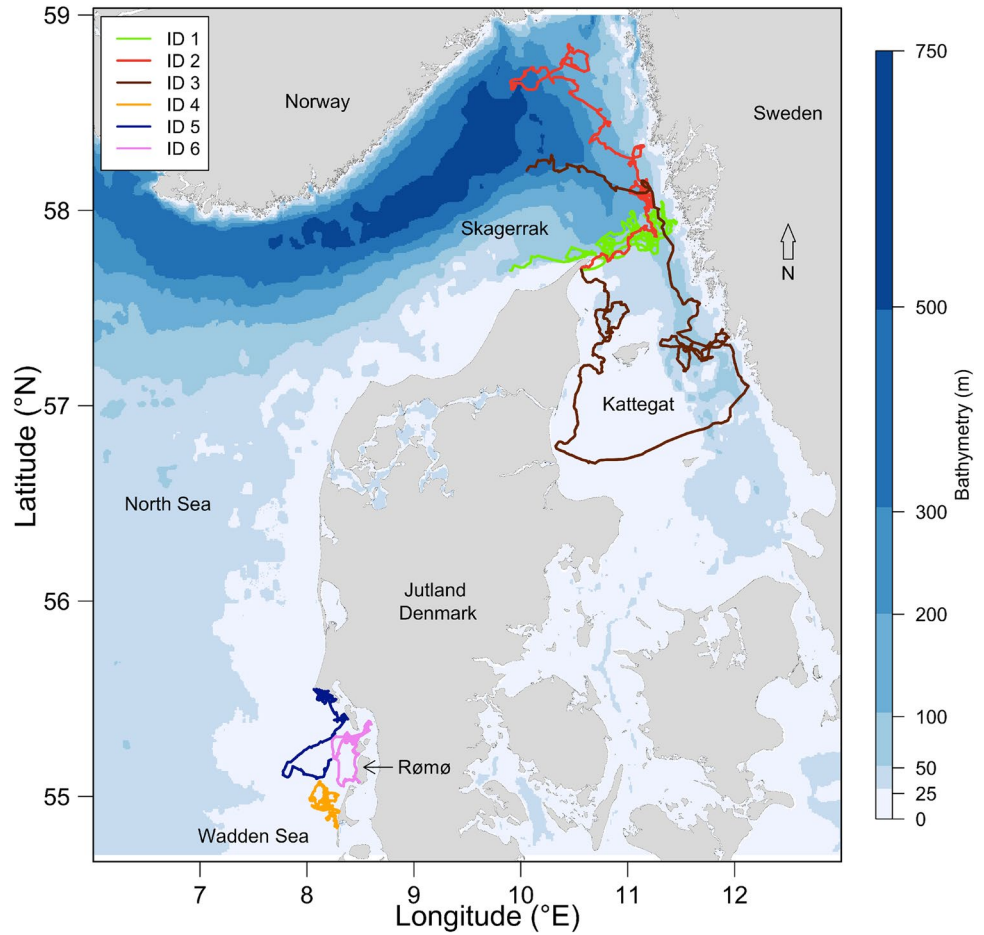 59
58
57
56
55
Latitude (°N)
ID 1
ID 2
ID 3
ID 4
ID 5
ID 6
Norway
Sweden
Skagerrak
N
Kattegat
North Sea
Jutland
Denmark
Rømø
Wadden Sea
7
8
9
10
11
12
Longitude (°E)
750
500
300
200
100
50
25
0
Bathymetry (m)